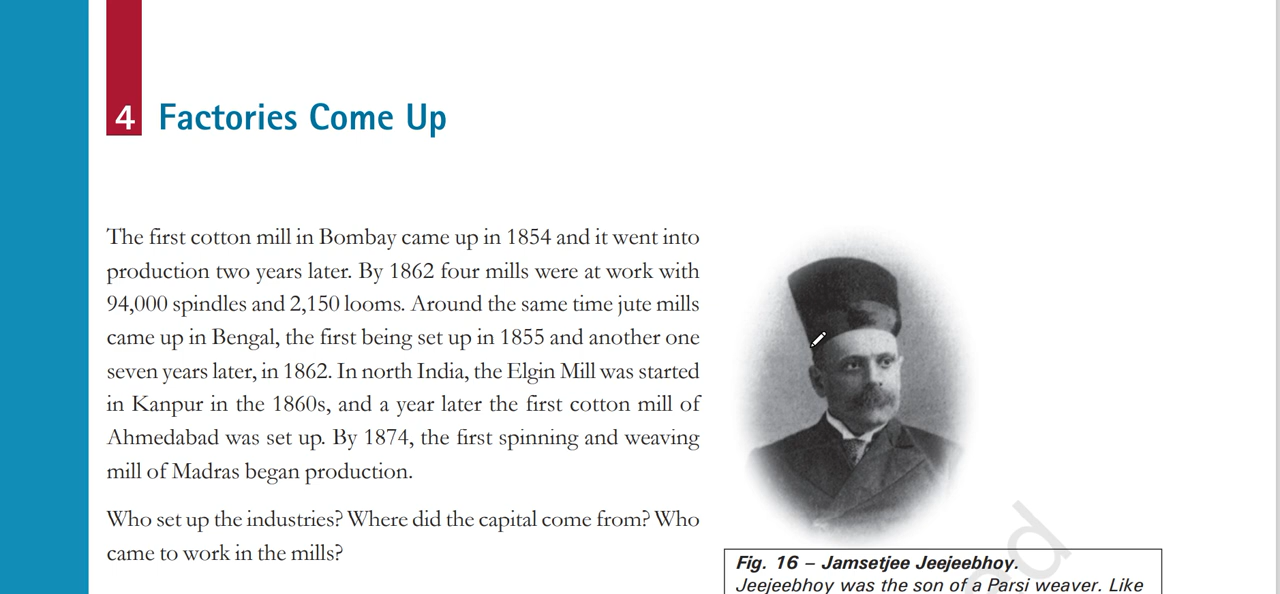 4 Factories Come Up
The first cotton mill in Bombay came up in 1854 and it went into
production two years later. By 1862 four mills were at work with
94,000 spindles and 2,150 looms. Around the same time jute mills
came up in Bengal, the first being set up in 1855 and another one
seven years later, in 1862. In north India, the Elgin Mill was started
in Kanpur in the 1860s, and a year later the first cotton mill of
Ahmedabad was set up. By 1874, the first spinning and weaving
mill of Madras began production.
Who set up the industries? Where did the capital come from? Who
came to work in the mills?
Fig. 16 – Jamsetjee Jeejeebhoy.
Jeejeebhoy was the son of a Parsi weaver. Like